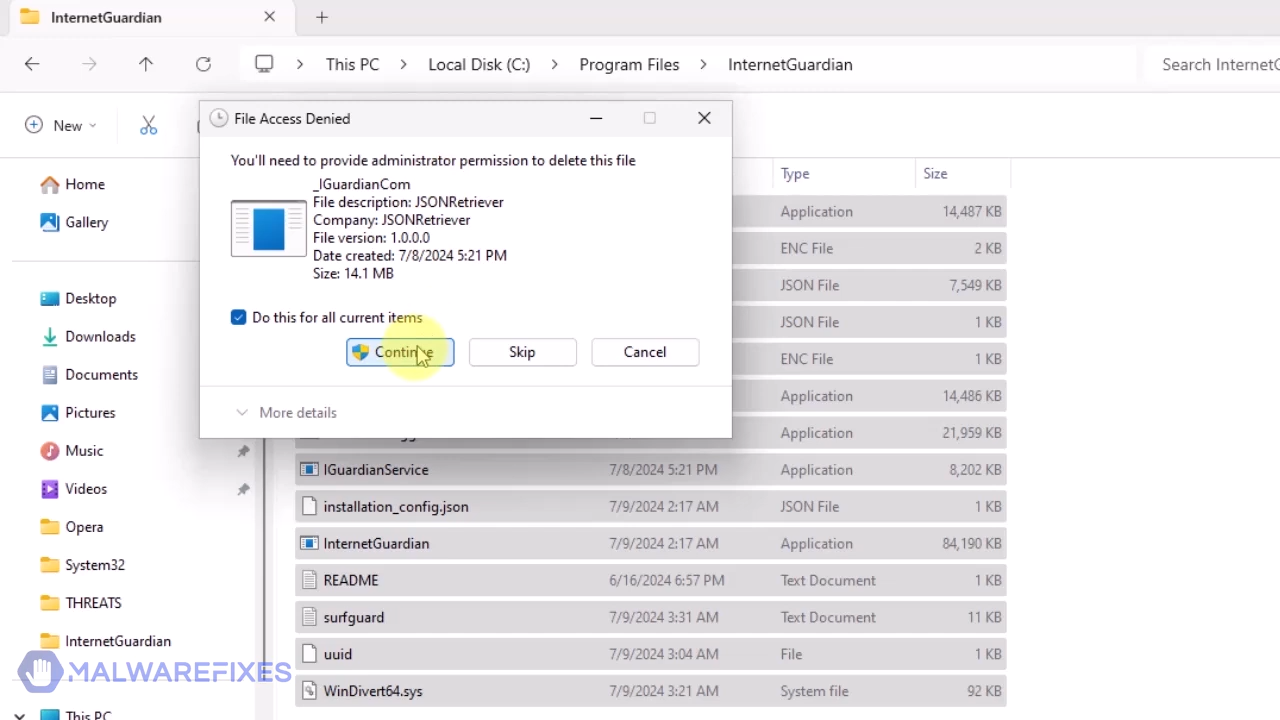 InternetGuardian
This PC
Local Disk (C:)
Program Files
InternetGuardian
Search Internet
New
File Access Denied
You'll need to provide administrator permission to delete this file
_IGuardianCom
File description: JSONRetriever
Company: JSONRetriever
File version: 1.0.0.0
Date created: 7/8/2024 5:21 PM
Size: 14.1 MB
Do this for all current items
Continue
Skip
Cancel
More details
Home
Gallery
Desktop
Downloads
Documents
Pictures
Music
Videos
Opera
System32
THREATS
InternetGuardian
This PC
Type Size
Application 14,487 KB
ENC File 2 KB
JSON File 7,549 KB
JSON File 1 KB
ENC File 1 KB
Application 14,486 KB
Application 21,959 KB
IGuardianService 7/8/2024 5:21 PM Application 8,202 KB
installation_config.json 7/9/2024 2:17 AM JSON File 1 KB
InternetGuardian 7/9/2024 2:17 AM Application 84,190 KB
README 6/16/2024 6:57 PM Text Document 1 KB
surfguard 7/9/2024 3:31 AM Text Document 11 KB
uuid 7/9/2024 3:04 AM File 1 KB
WinDivert64.sys 7/9/2024 3:21 AM System file 92 KB
MALWAREFIXES